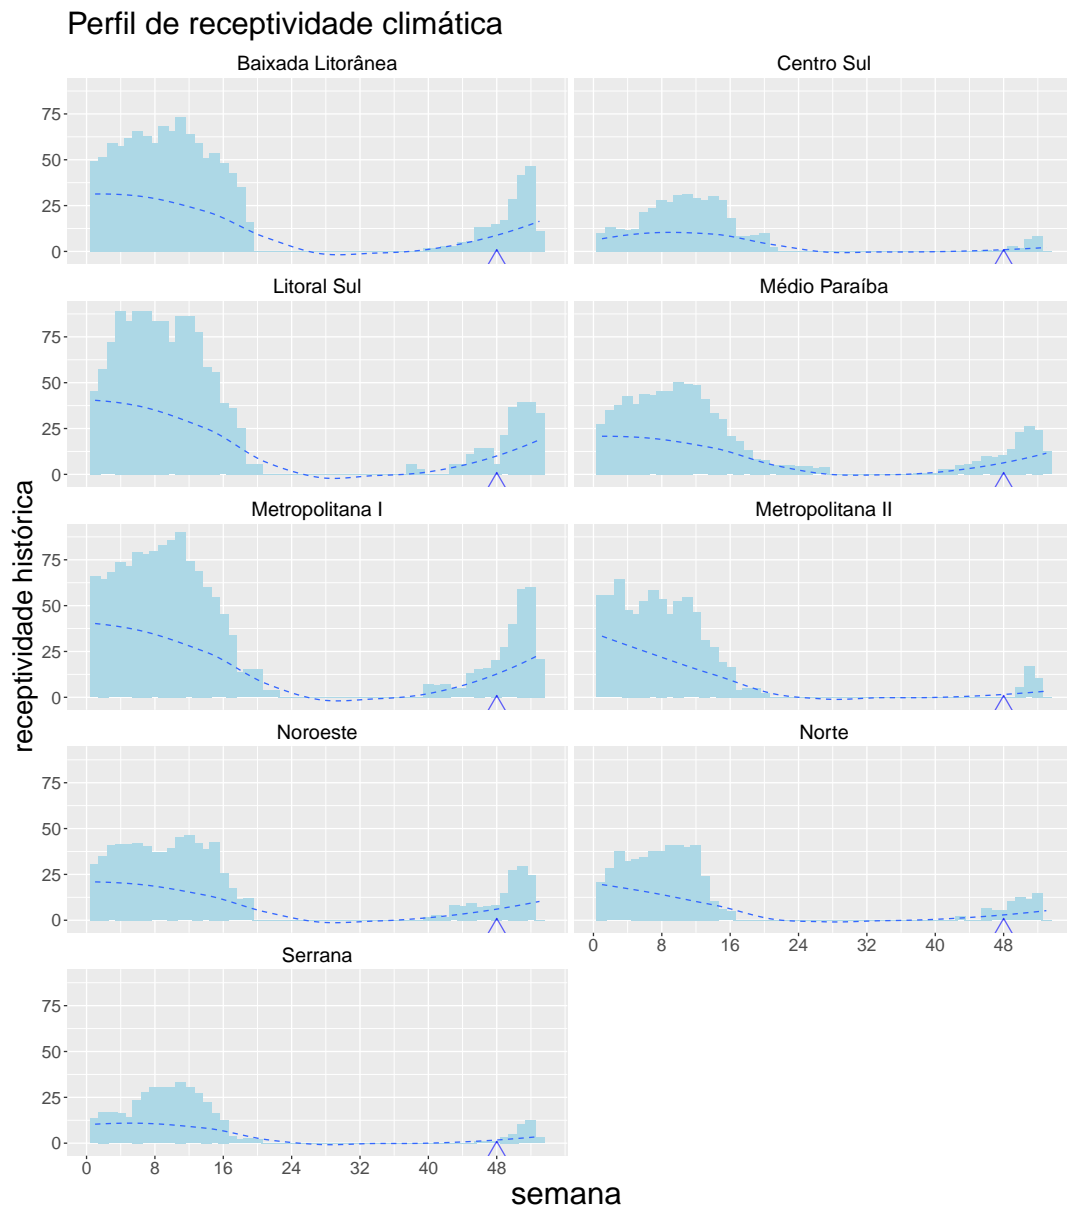 Perfil de receptividade climática
Baixada Litorânea
Centro Sul
75
50
25
0
Litoral Sul
Médio Paraíba
75
50
25
0
Metropolitana I
Metropolitana II
75
50
25
0
Noroeste
Norte
75
50
25
0
0 8 16 24 32 40 48
Serrana
75
50
25
0
0 8 16 24 32 40 48
semana
receptividade histórica